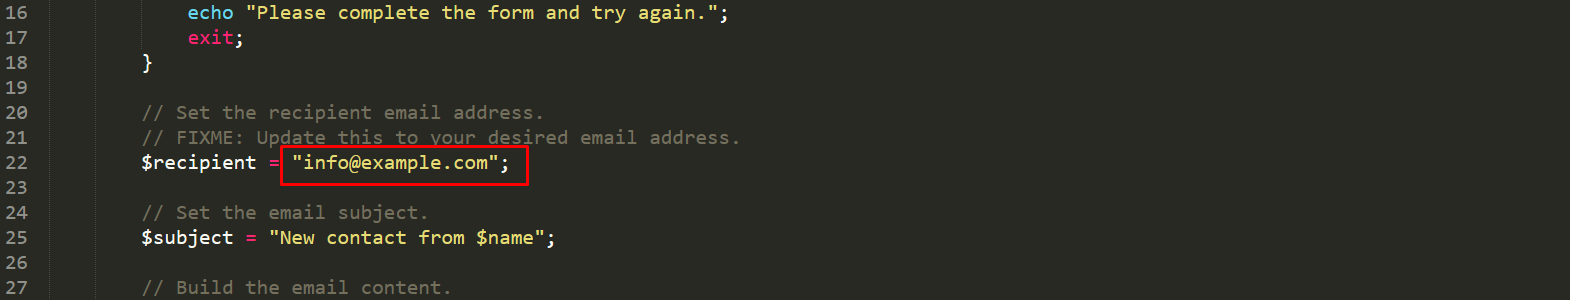 16 echo "Please complete the form and try again.";
17 exit;
18 }
19
20 // Set the recipient email address.
21 // FIXME: Update this to your desired email address.
22 $recipient = "info@example.com";
23
24 // Set the email subject.
25 $subject = "New contact from $name";
26
27 // Build the email content.